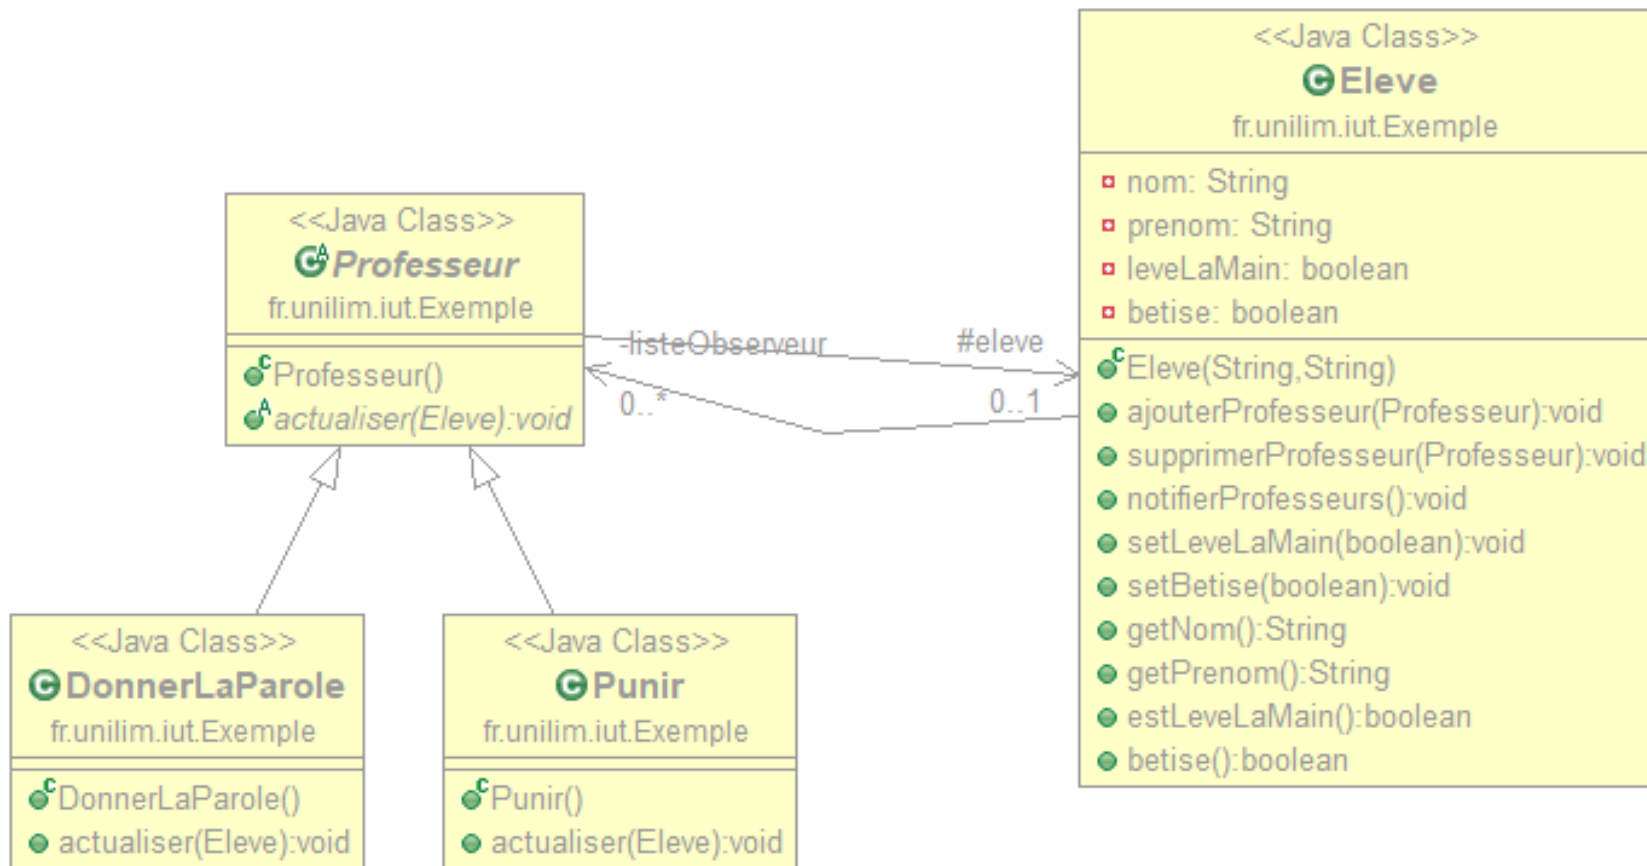 <<Java Class>>
Eleve
fr.unilim.iut.Exemple
nom: String
prenom: String
leveLaMain: boolean
betise: boolean
Eleve(String,String)
ajouterProfesseur(Professeur):void
supprimerProfesseur(Professeur):void
notifierProfesseurs():void
setLeveLaMain(boolean):void
setBetise(boolean):void
getNom():String
getPrenom():String
estLeveLaMain():boolean
betise():boolean
<<Java Class>>
Professeur
fr.unilim.iut.Exemple
Professeur()
actualiser(Eleve):void
-listeObserveur
#eleve
0..*
0..1
<<Java Class>>
DonnerLaParole
fr.unilim.iut.Exemple
DonnerLaParole()
actualiser(Eleve):void
<<Java Class>>
Punir
fr.unilim.iut.Exemple
Punir()
actualiser(Eleve):void